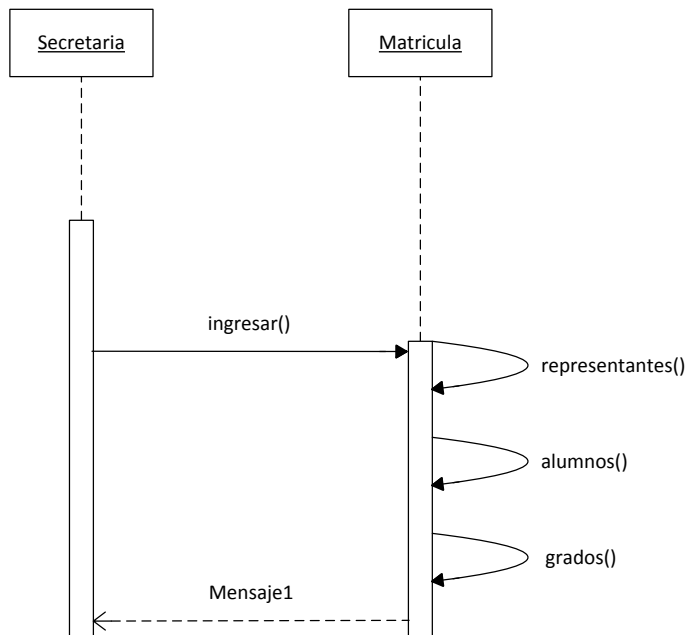 Secretaria
Matricula
ingresar()
representantes()
alumnos()
grados()
Mensaje1